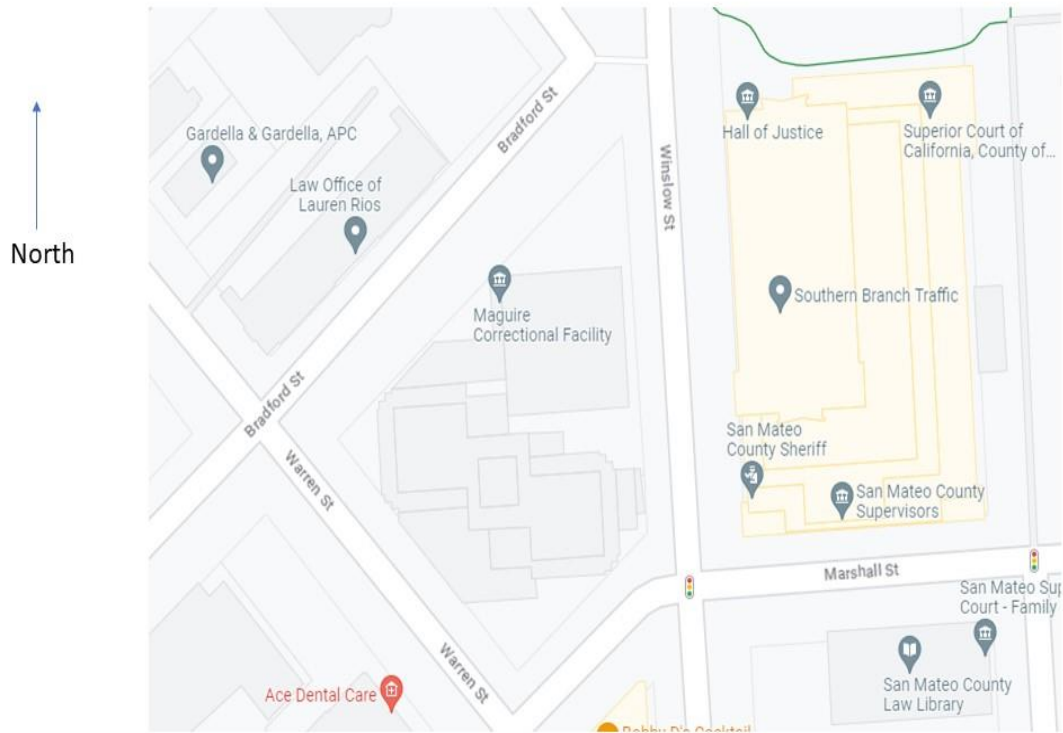 North
Gardella & Gardella, APC
Law Office of
Lauren Rios
Bradford St
Bradford St
Winslow St
Hall of Justice
Superior Court of
California, County of...
Maguire
Correctional Facility
Southern Branch Traffic
San Mateo
County Sheriff
San Mateo County
Supervisors
Warren St
Warren St
Marshall St
San Mateo Sup
Court - Family
San Mateo County
Law Library
Ace Dental Care
Bobby D's Cocktail